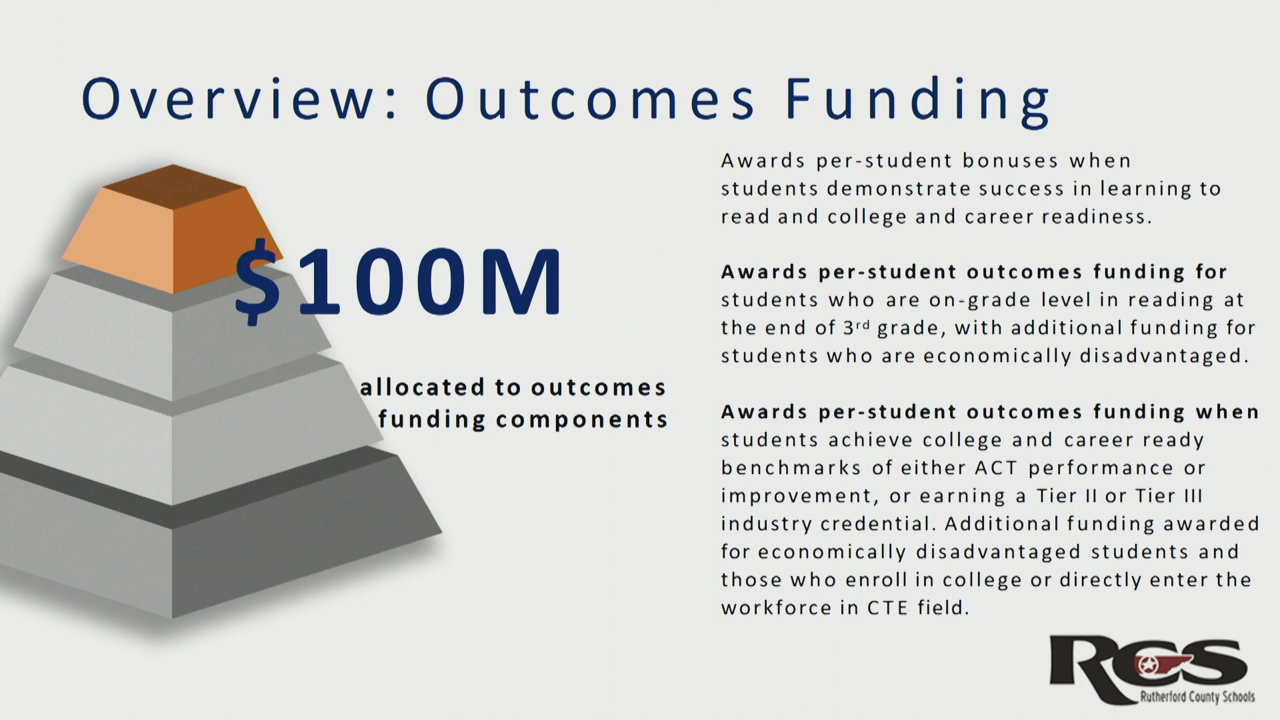 Overview: Outcomes Funding
$100M
allocated to outcomes
funding components
Awards per-student bonuses when
students demonstrate success in learning to
read and college and career readiness.
Awards per-student outcomes funding for
students who are on-grade level in reading at
the end of 3rd grade, with additional funding for
students who are economically disadvantaged.
Awards per-student outcomes funding when
students achieve college and career ready
benchmarks of either ACT performance or
improvement, or earning a Tier II or Tier III
industry credential. Additional funding awarded
for economically disadvantaged students and
those who enroll in college or directly enter the
workforce in CTE field.
RCS
Rutherford County Schools